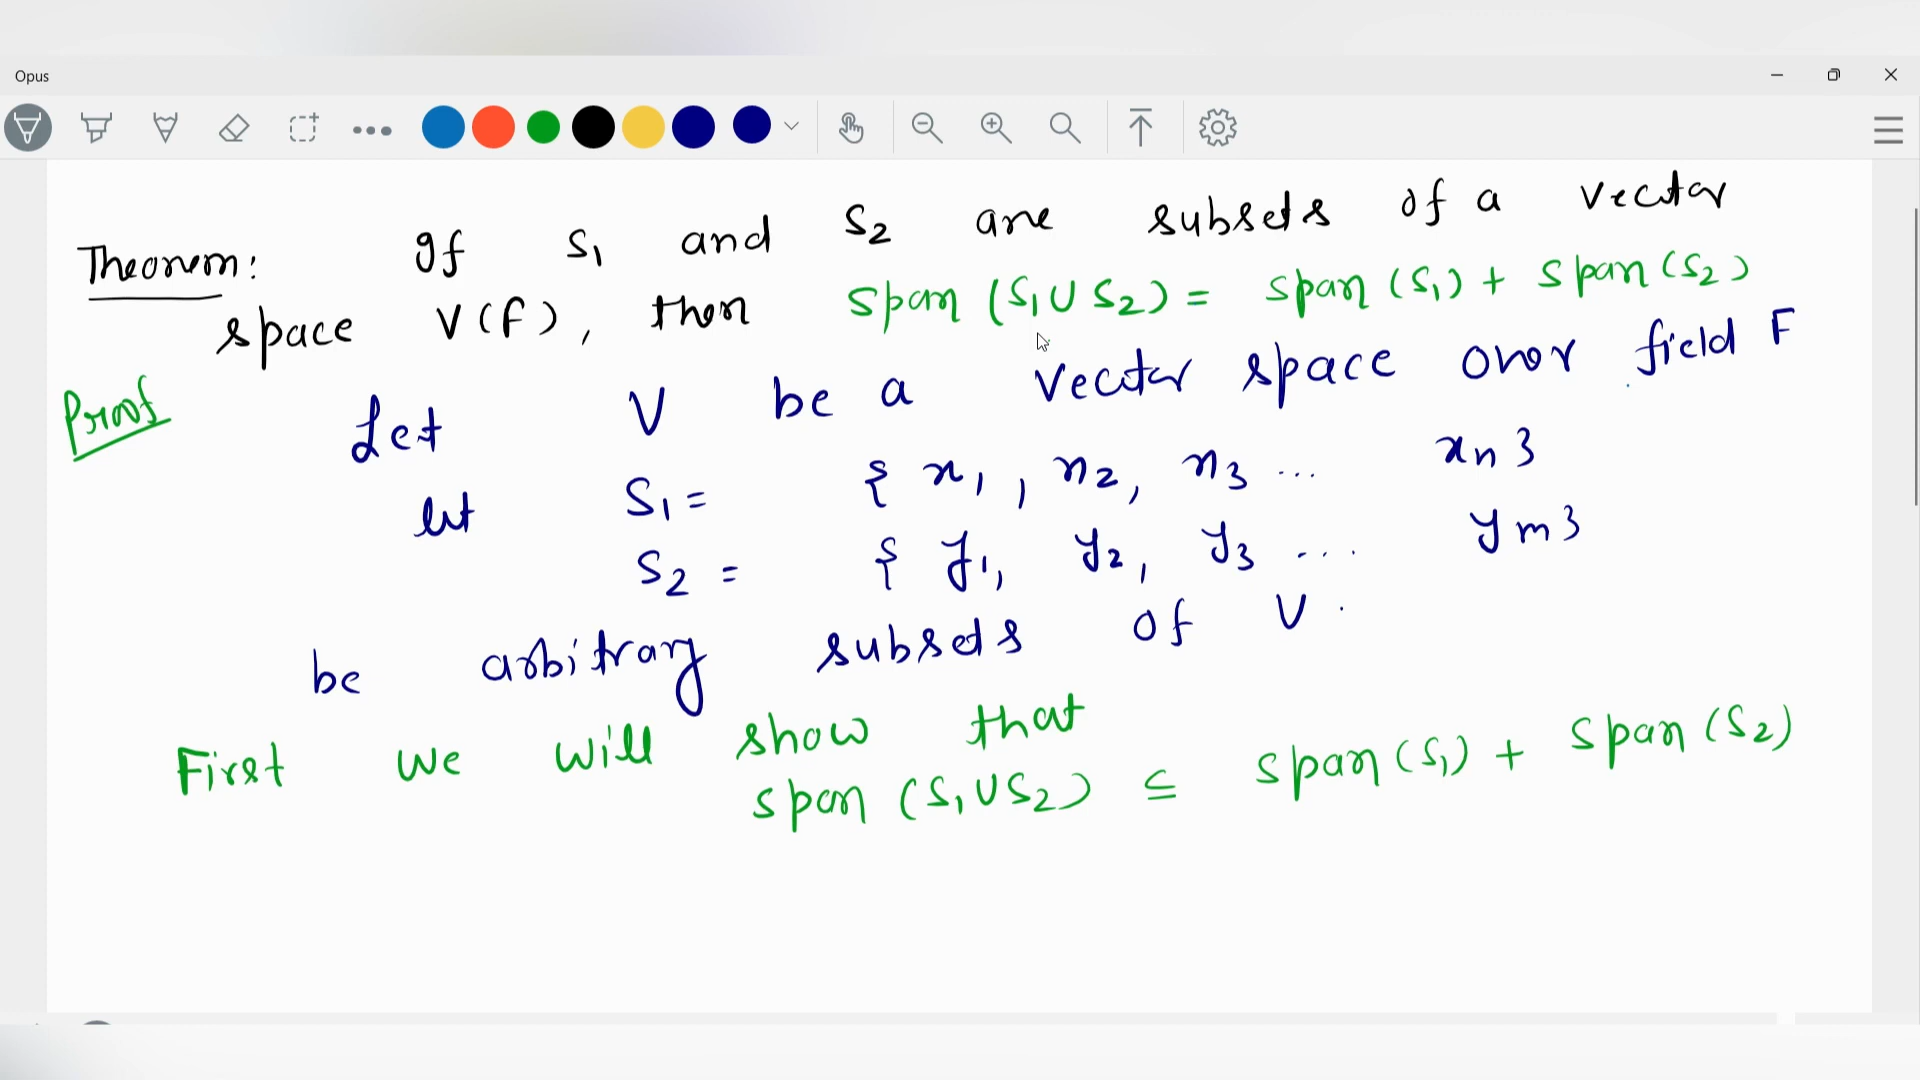 Opus
Theorem: If S₁ and S₂ are subsets of a vector
space V(F), then span (S₁ ∪ S₂) = span (S₁) + span (S₂)
Proof Let V be a vector space over field F
let S₁ = { x₁, x₂, x₃ ... xₙ }
S₂ = { y₁, y₂, y₃ ... yₘ }
be arbitrary subsets of V.
First we will show that
span (S₁ ∪ S₂) ⊆ span (S₁) + span (S₂)